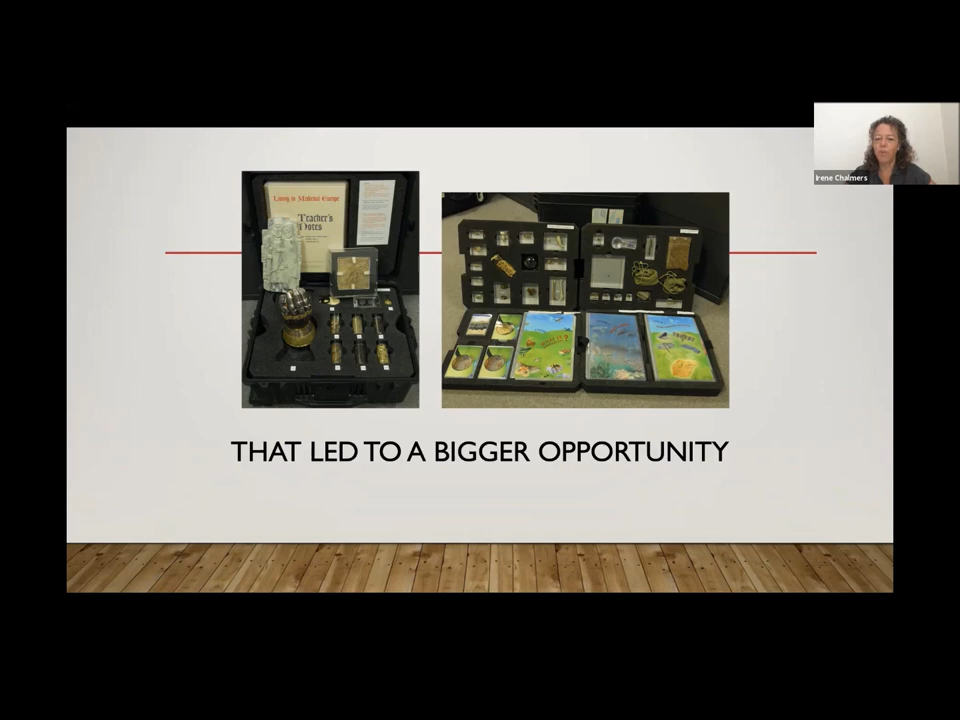 Living in Medieval Europe
Teacher's
Notes
Irene Chalmers
THAT LED TO A BIGGER OPPORTUNITY